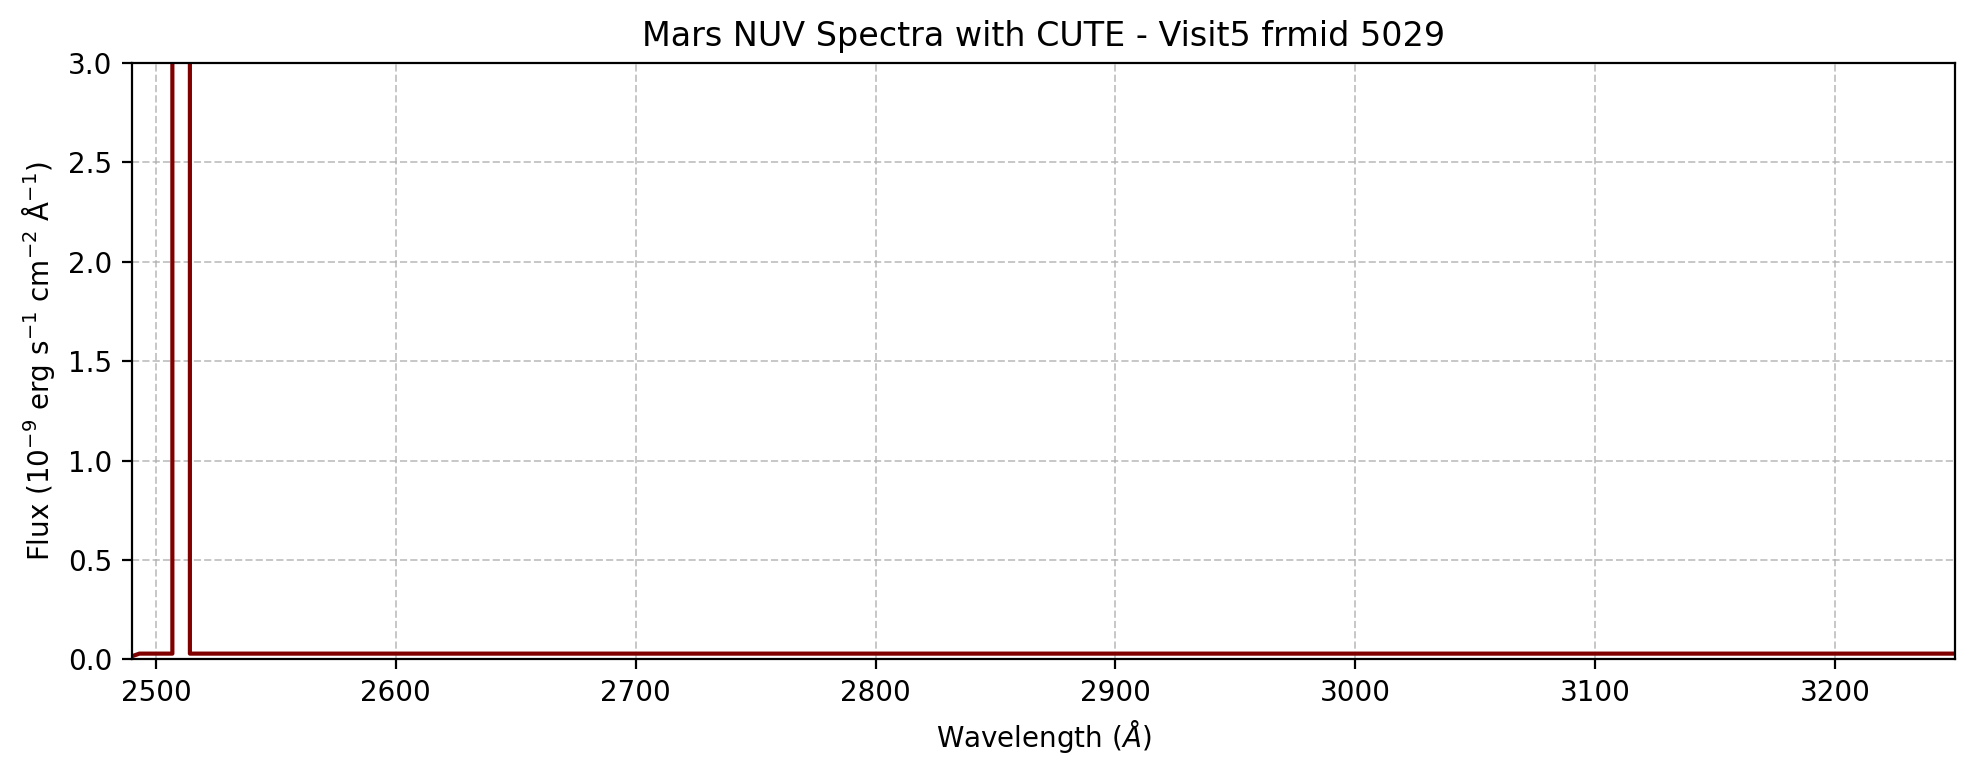 Mars NUV Spectra with CUTE - Visit5 frmid 5029
3.0
2.5
2.0
1.5
1.0
0.5
0.0
Flux (10⁻⁹ erg s⁻¹ cm⁻² Å⁻¹)
2500 2600 2700 2800 2900 3000 3100 3200
Wavelength (Å)